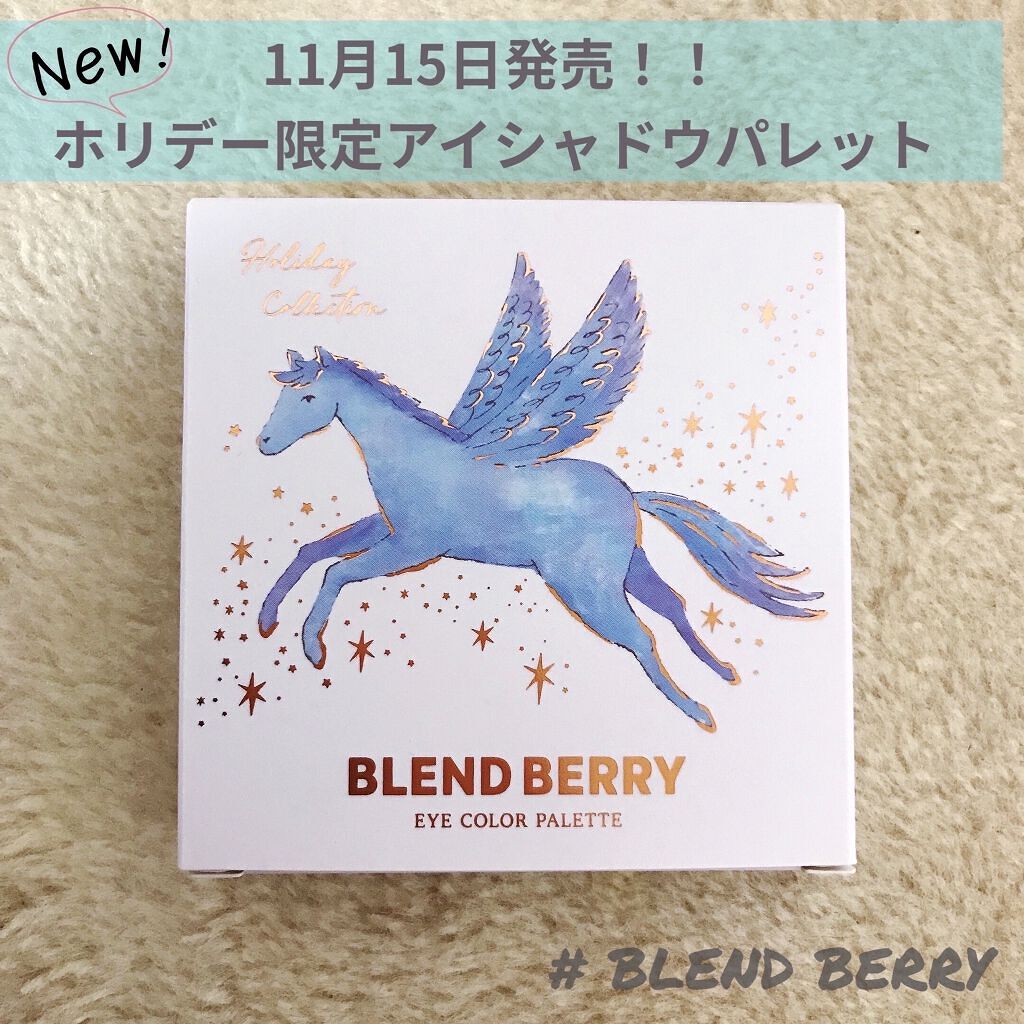 New!
11月15日発売！！
ホリデー限定アイシャドウパレット
Holiday
Collection
BLEND BERRY
EYE COLOR PALETTE
# BLEND BERRY